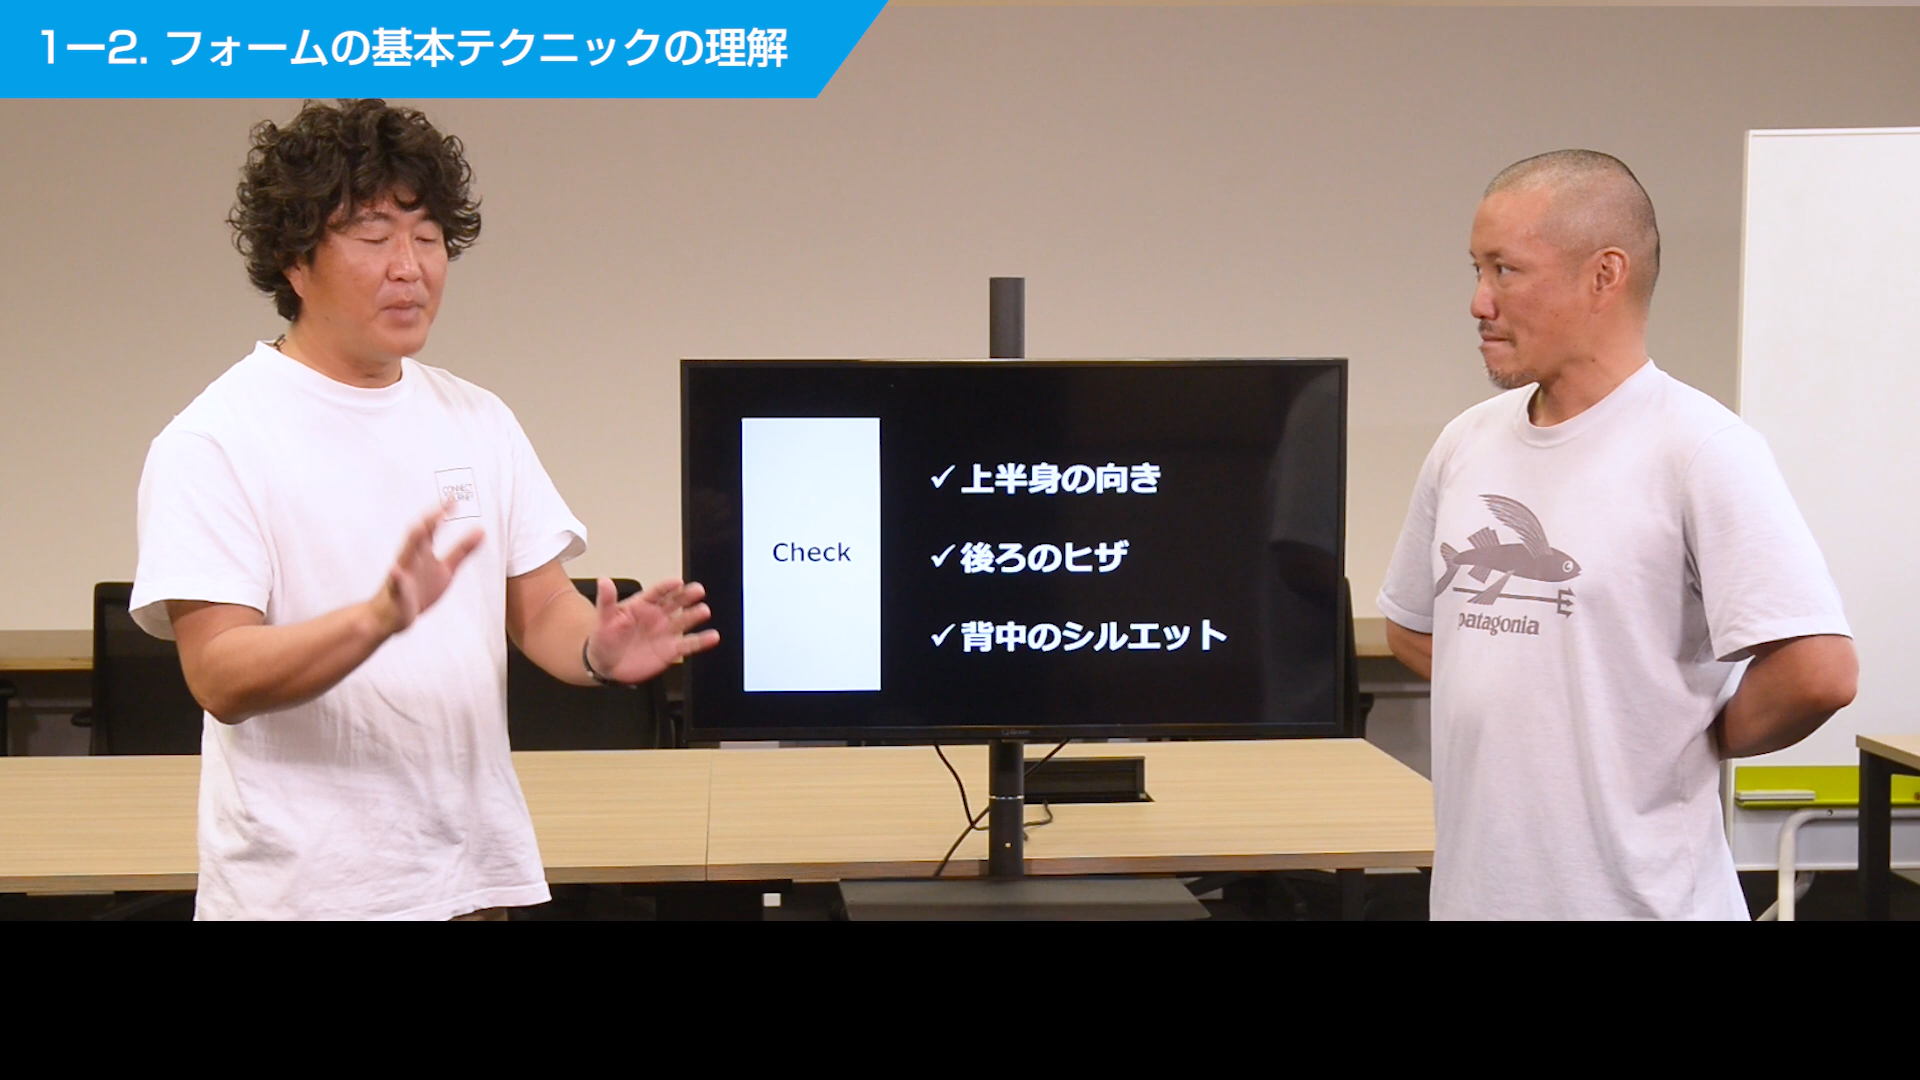 1ー2. フォームの基本テクニックの理解
CONNECT
Check
✓上半身の向き
✓後ろのヒザ
✓背中のシルエット
patagonia